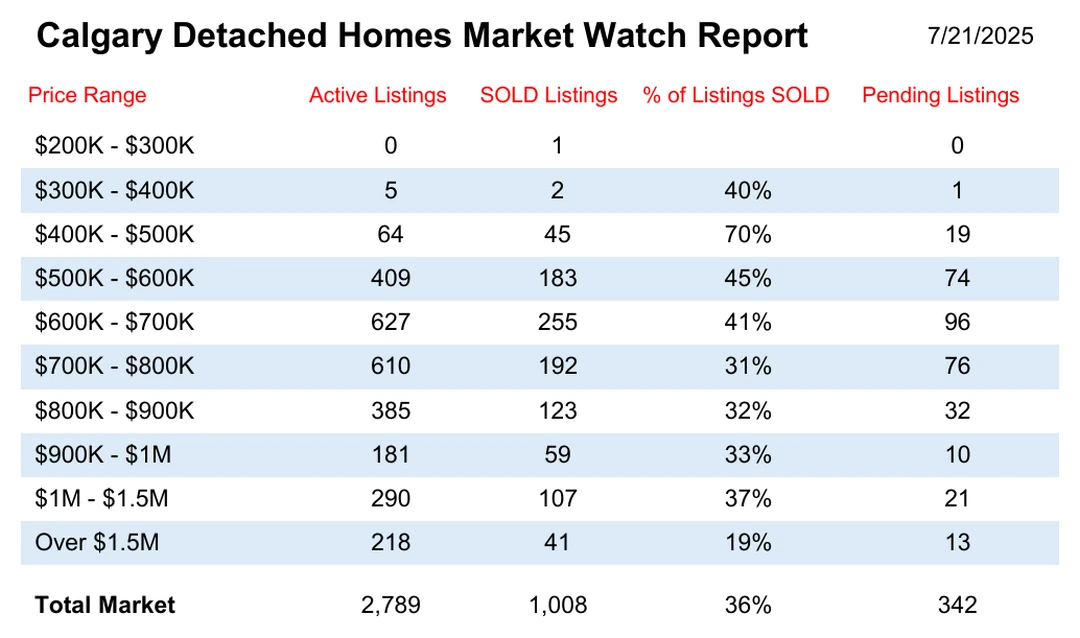 Calgary Detached Homes Market Watch Report 7/21/2025
Price Range Active Listings SOLD Listings % of Listings SOLD Pending Listings
$200K - $300K 0 1 0
$300K - $400K 5 2 40% 1
$400K - $500K 64 45 70% 19
$500K - $600K 409 183 45% 74
$600K - $700K 627 255 41% 96
$700K - $800K 610 192 31% 76
$800K - $900K 385 123 32% 32
$900K - $1M 181 59 33% 10
$1M - $1.5M 290 107 37% 21
Over $1.5M 218 41 19% 13
Total Market 2,789 1,008 36% 342